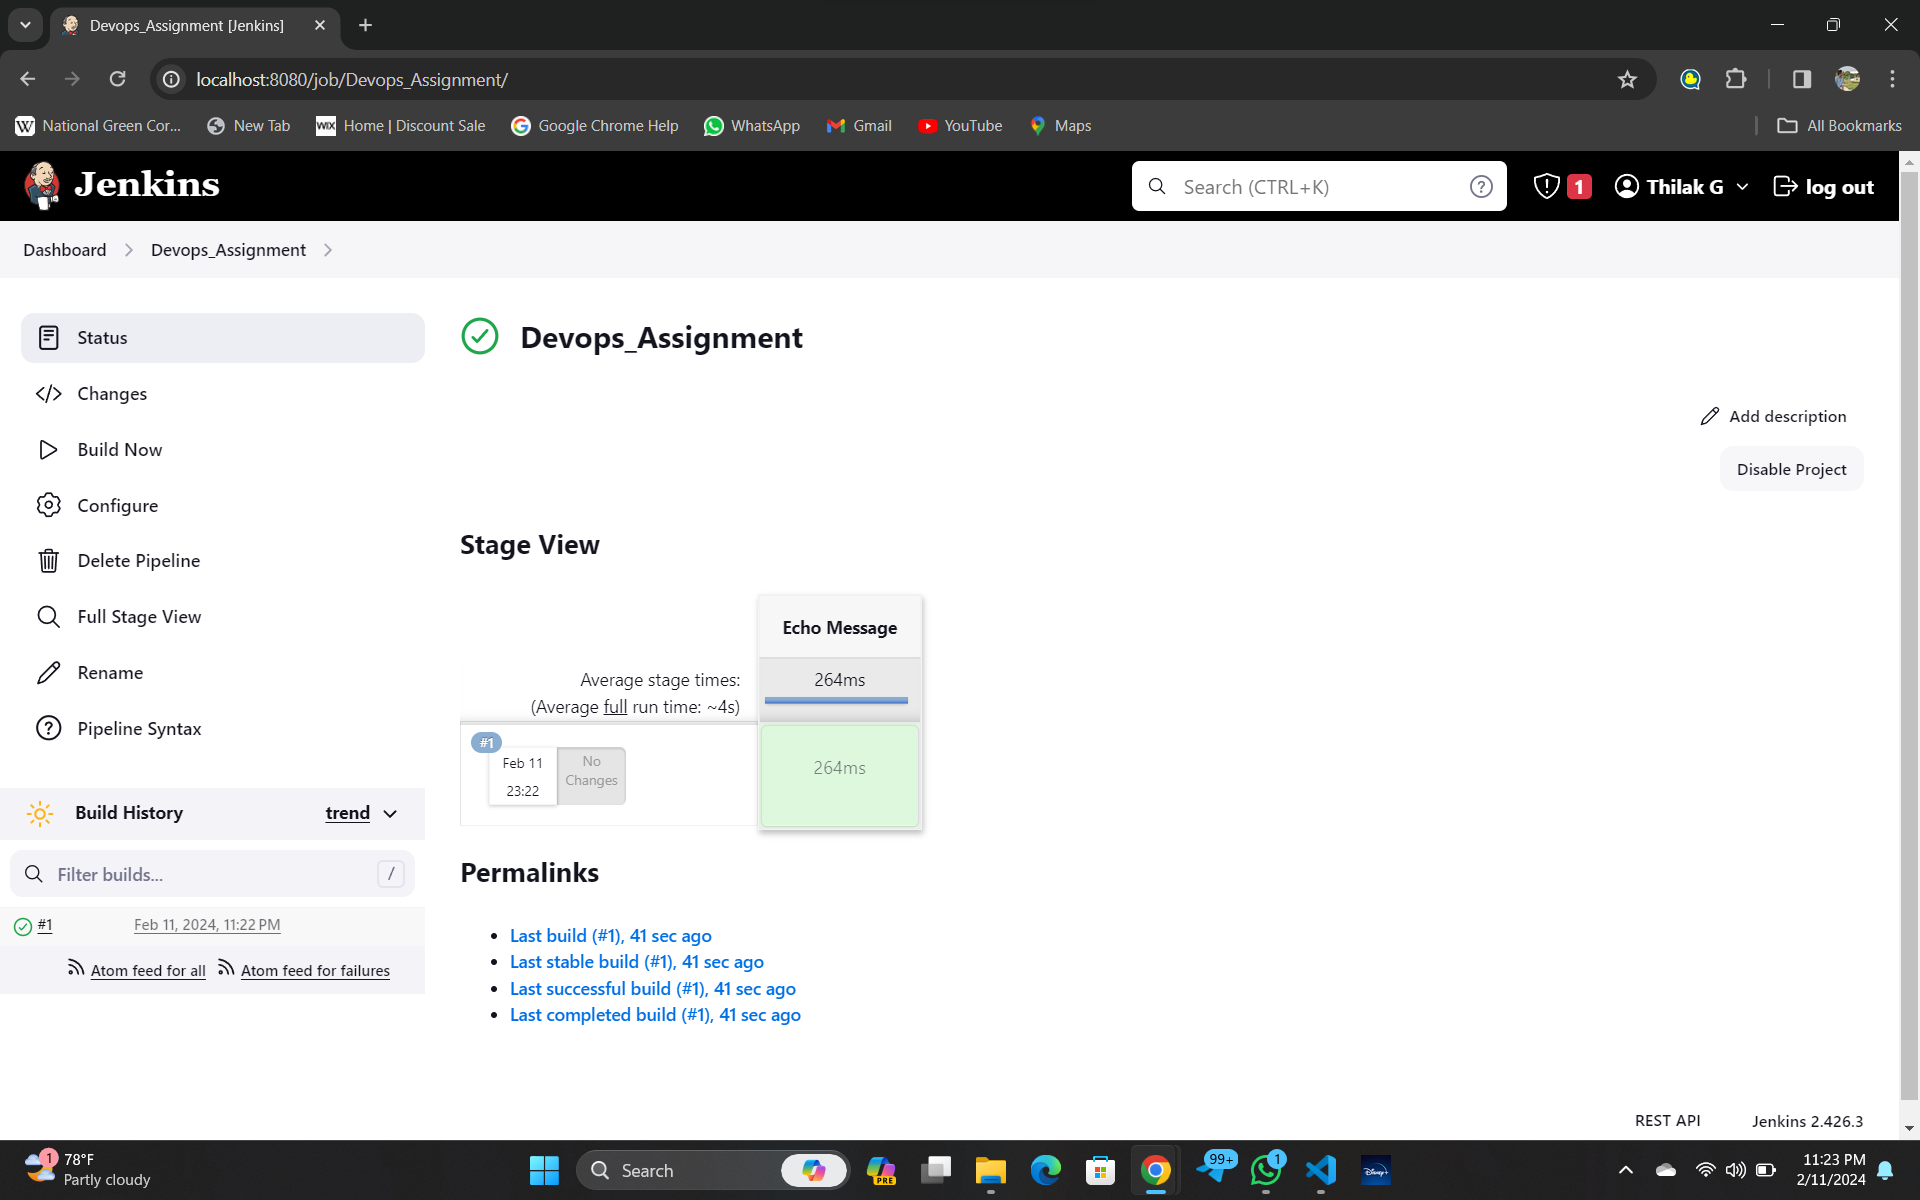 Devops_Assignment [Jenkins]
localhost:8080/job/Devops_Assignment/
National Green Cor...
New Tab
WIX Home | Discount Sale
Google Chrome Help
WhatsApp
Gmail
YouTube
Maps
All Bookmarks
Jenkins
Search (CTRL+K)
1
Thilak G
log out
Dashboard
Devops_Assignment
Status
Changes
Build Now
Configure
Delete Pipeline
Full Stage View
Rename
Pipeline Syntax
Build History
trend
Filter builds...
/
#1
Feb 11, 2024, 11:22 PM
Atom feed for all
Atom feed for failures
Devops_Assignment
Add description
Disable Project
Stage View
Echo Message
Average stage times:
264ms
(Average full run time: ~4s)
#1
Feb 11
23:22
No
Changes
264ms
Permalinks
Last build (#1), 41 sec ago
Last stable build (#1), 41 sec ago
Last successful build (#1), 41 sec ago
Last completed build (#1), 41 sec ago
REST API
Jenkins 2.426.3
1
78°F
Partly cloudy
Search
PRE
99+
1
Disney+
11:23 PM
2/11/2024